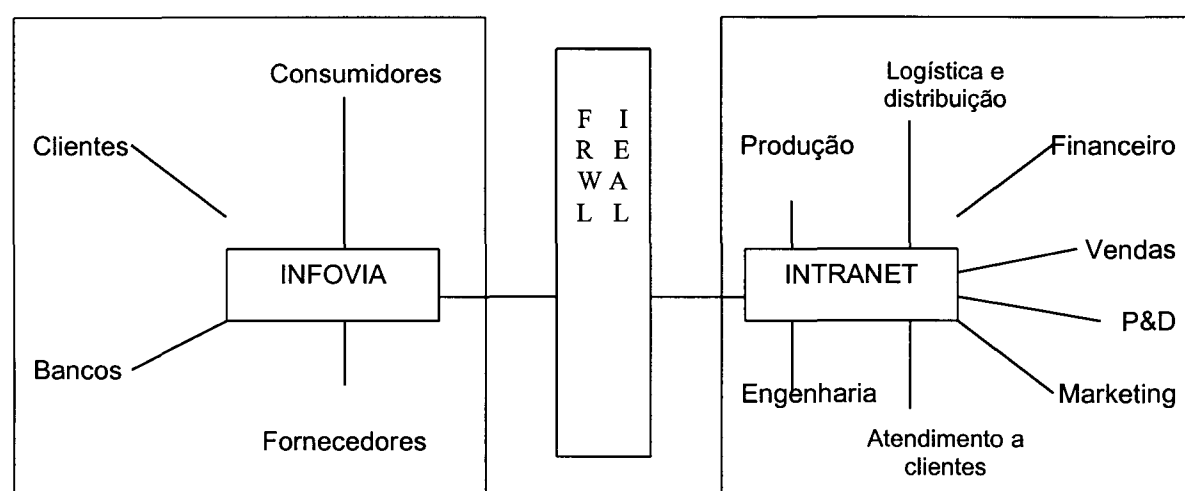 Consumidores
Clientes
INFOVIA
Bancos
Fornecedores
F I
R E
W A
L L
Logística e
distribuição
Produção
Financeiro
INTRANET
Vendas
P&D
Engenharia
Marketing
Atendimento a
clientes